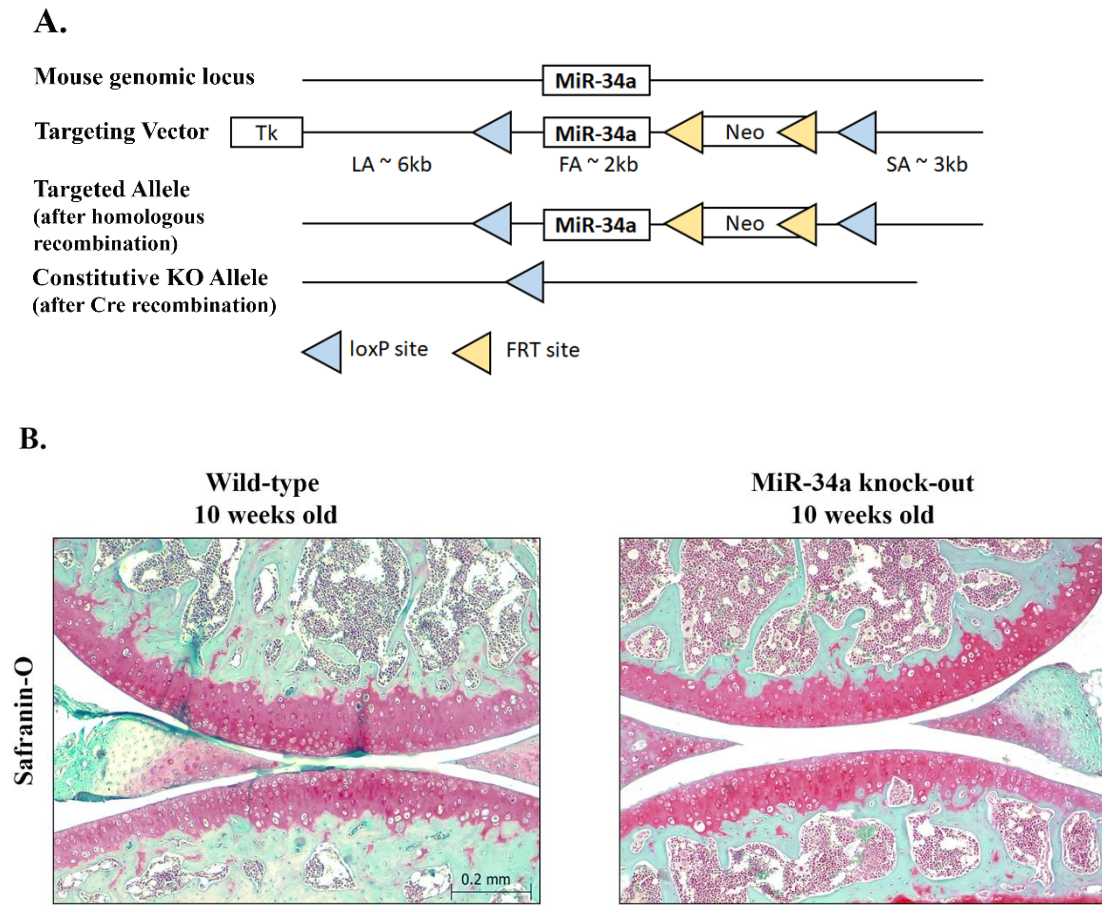 A.
Mouse genomic locus
MiR-34a
Targeting Vector
Tk
MiR-34a
Neo
LA ~ 6kb
FA ~ 2kb
SA ~ 3kb
Targeted Allele
(after homologous
recombination)
MiR-34a
Neo
Constitutive KO Allele
(after Cre recombination)
loxP site
FRT site
B.
Wild-type
10 weeks old
MiR-34a knock-out
10 weeks old
Safranin-O
0.2 mm